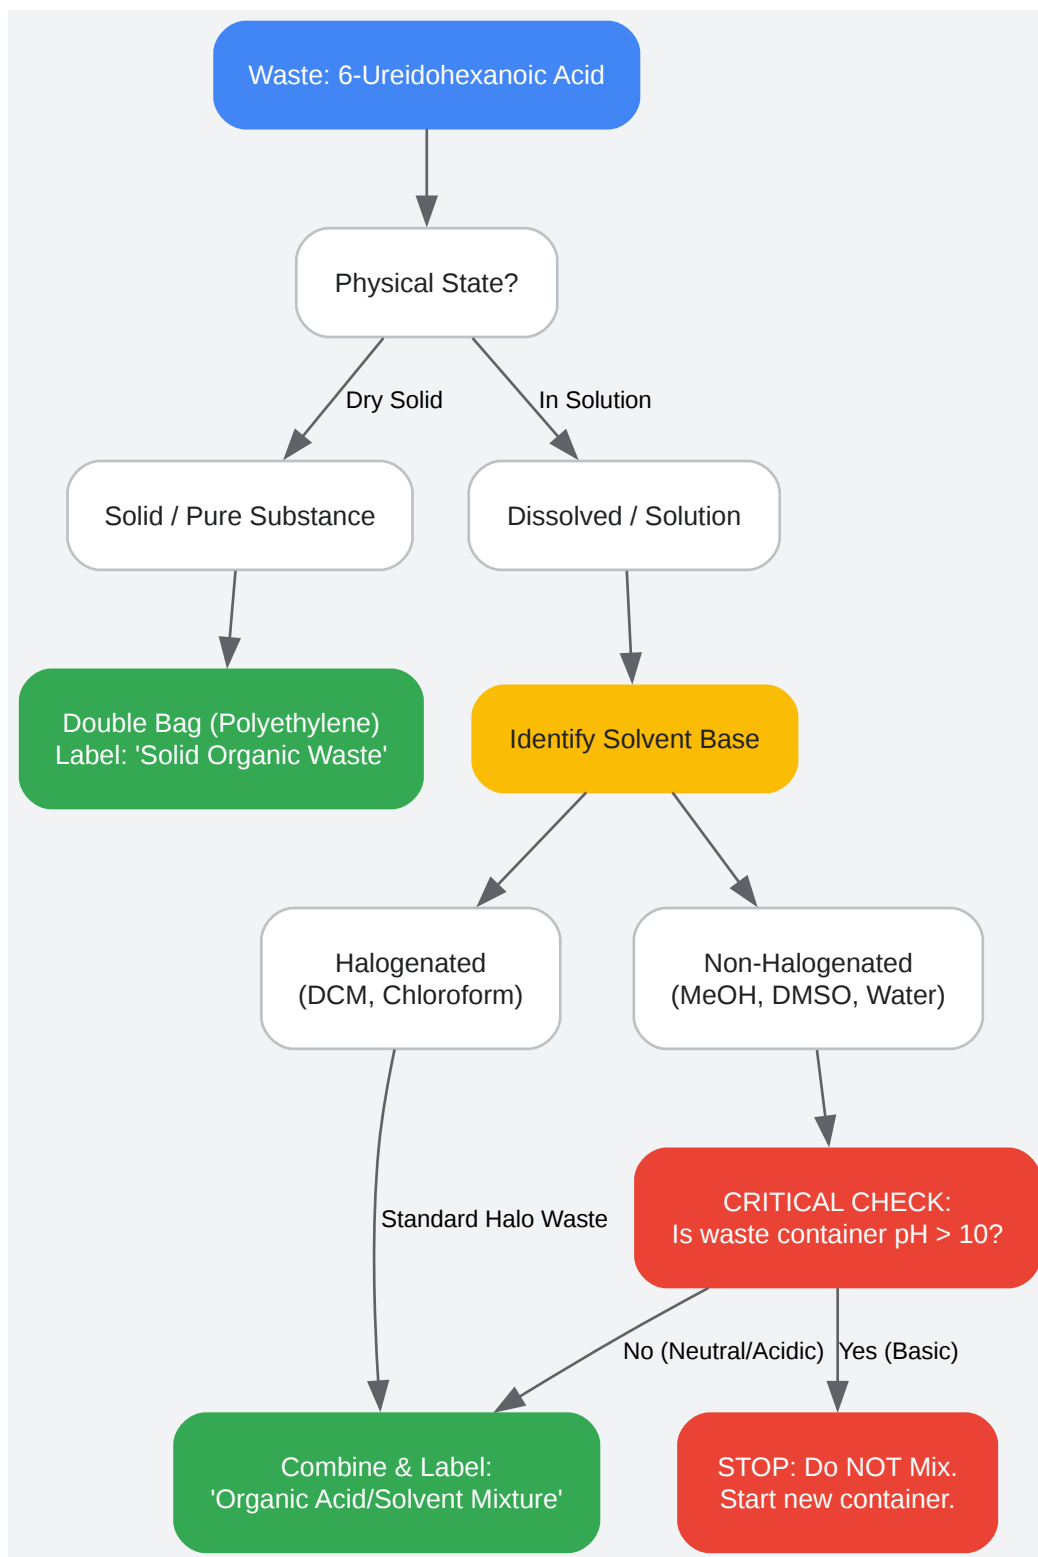 Waste: 6-Ureidohexanoic Acid
Physical State?
Dry Solid
In Solution
Solid / Pure Substance
Dissolved / Solution
Double Bag (Polyethylene)
Label: 'Solid Organic Waste'
Identify Solvent Base
Halogenated
(DCM, Chloroform)
Non-Halogenated
(MeOH, DMSO, Water)
Standard Halo Waste
CRITICAL CHECK:
Is waste container pH > 10?
No (Neutral/Acidic)
Yes (Basic)
Combine & Label:
'Organic Acid/Solvent Mixture'
STOP: Do NOT Mix.
Start new container.